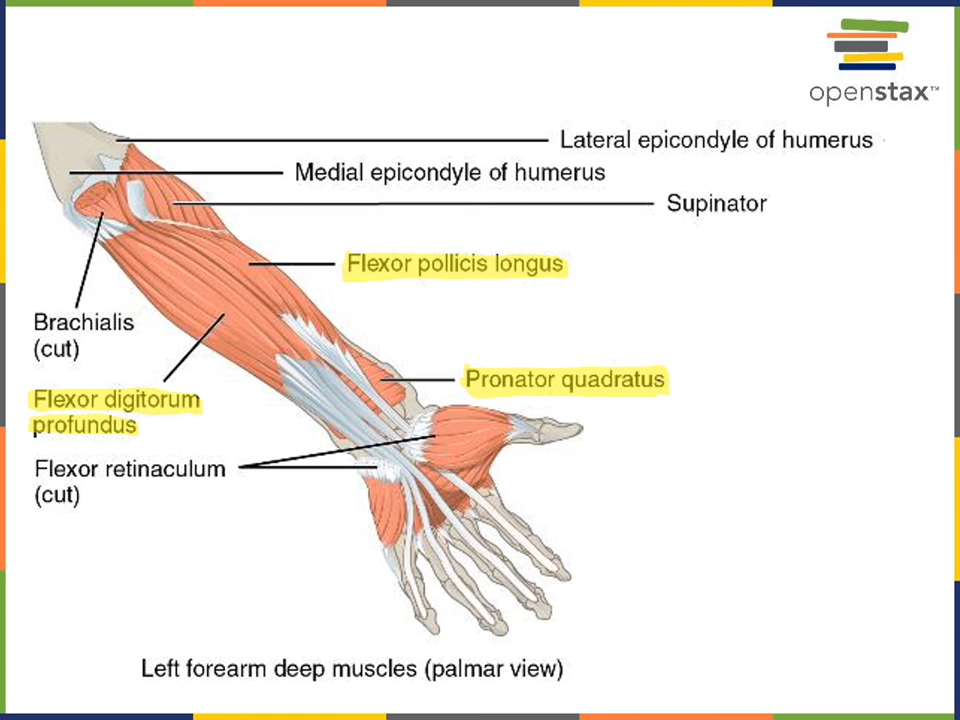 openstax™
Lateral epicondyle of humerus
Medial epicondyle of humerus
Supinator
Flexor pollicis longus
Brachialis
(cut)
Pronator quadratus
Flexor digitorum
profundus
Flexor retinaculum
(cut)
Left forearm deep muscles (palmar view)